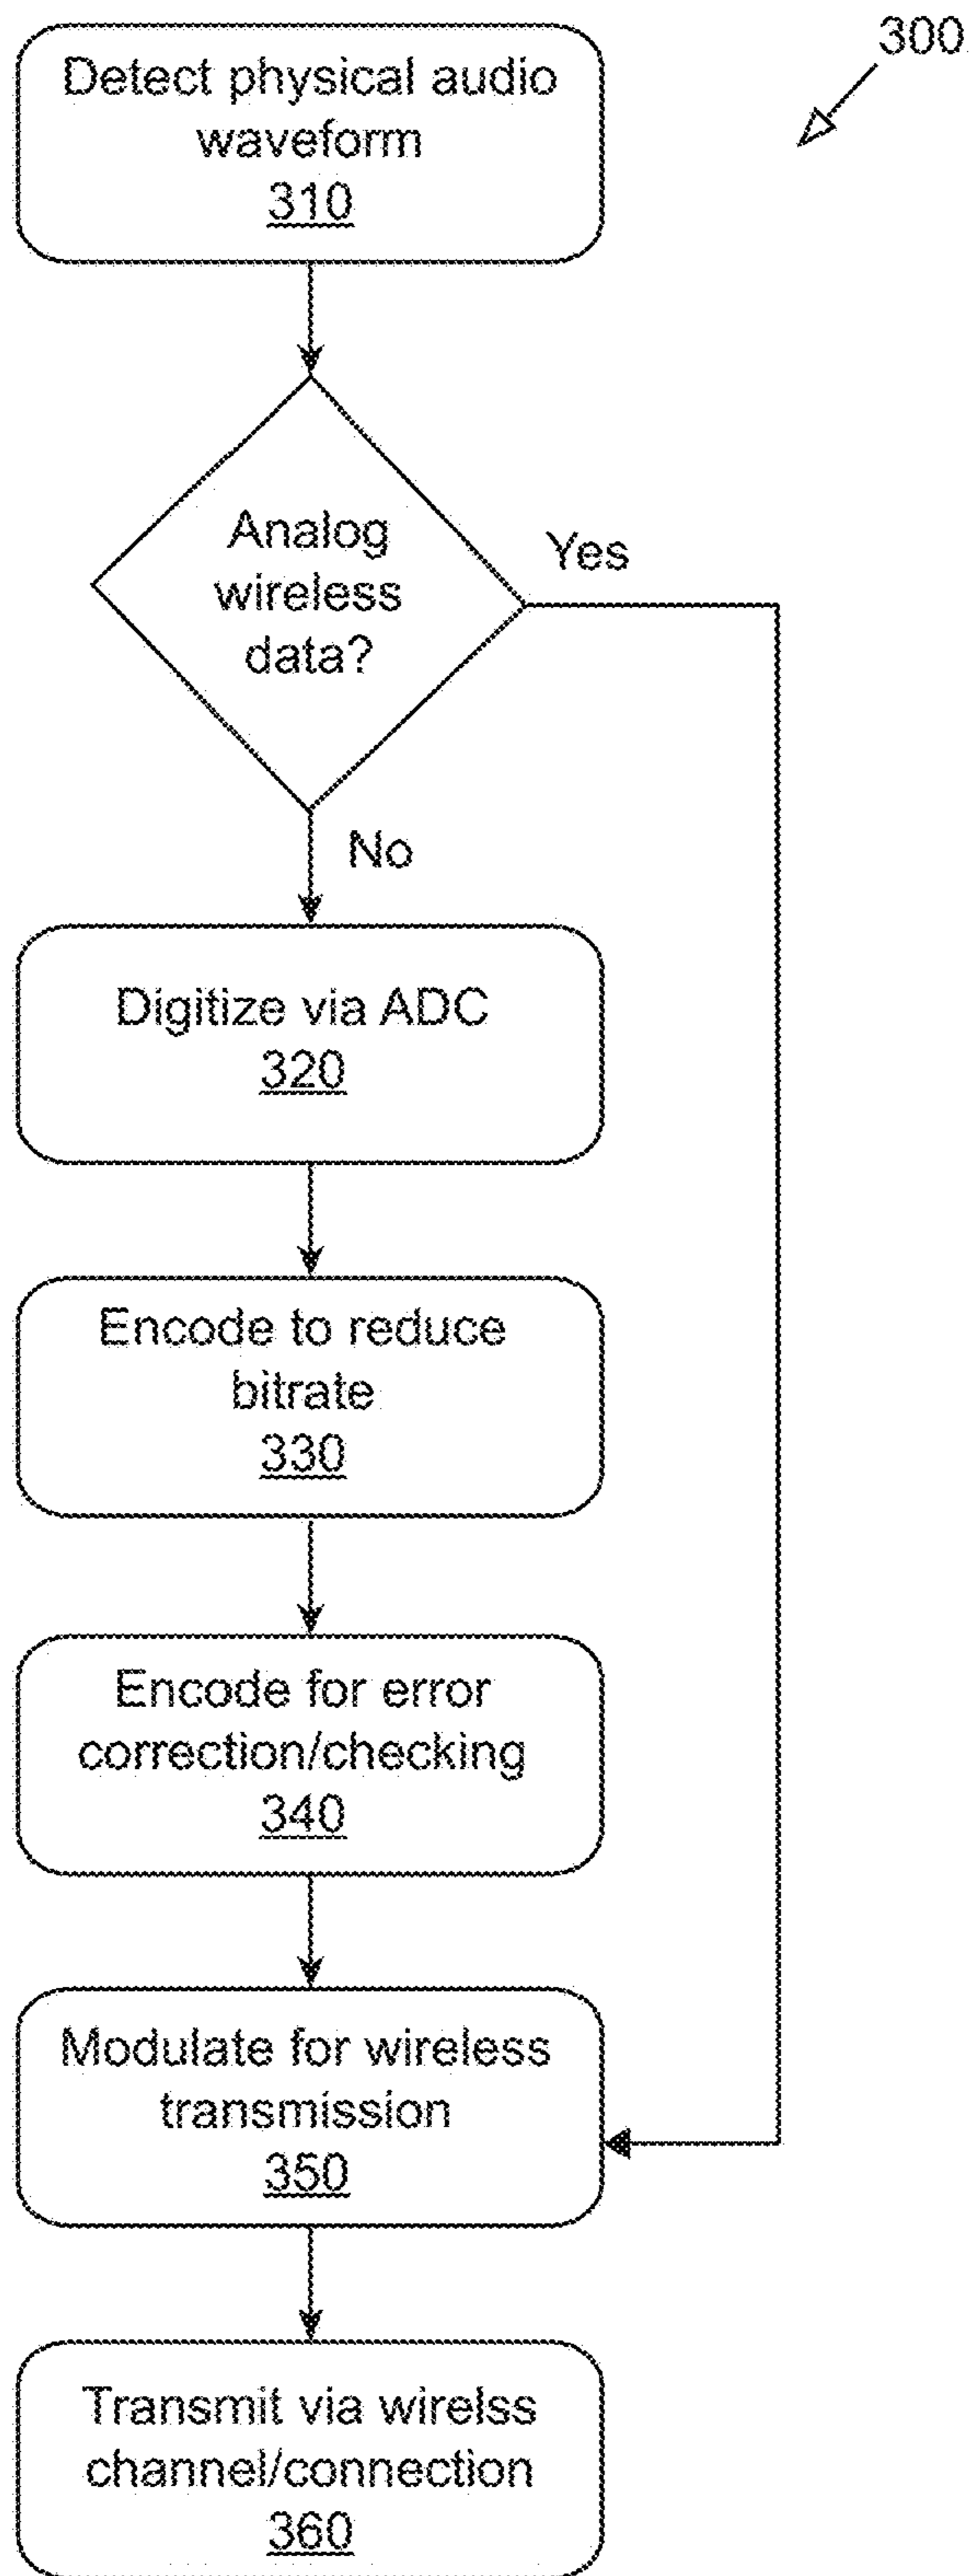 300
Detect physical audio
waveform
310
Analog
wireless
data?
Yes
No
Digitize via ADC
320
Encode to reduce
bitrate
330
Encode for error
correction/checking
340
Modulate for wireless
transmission
350
Transmit via wirelss
channel/connection
360